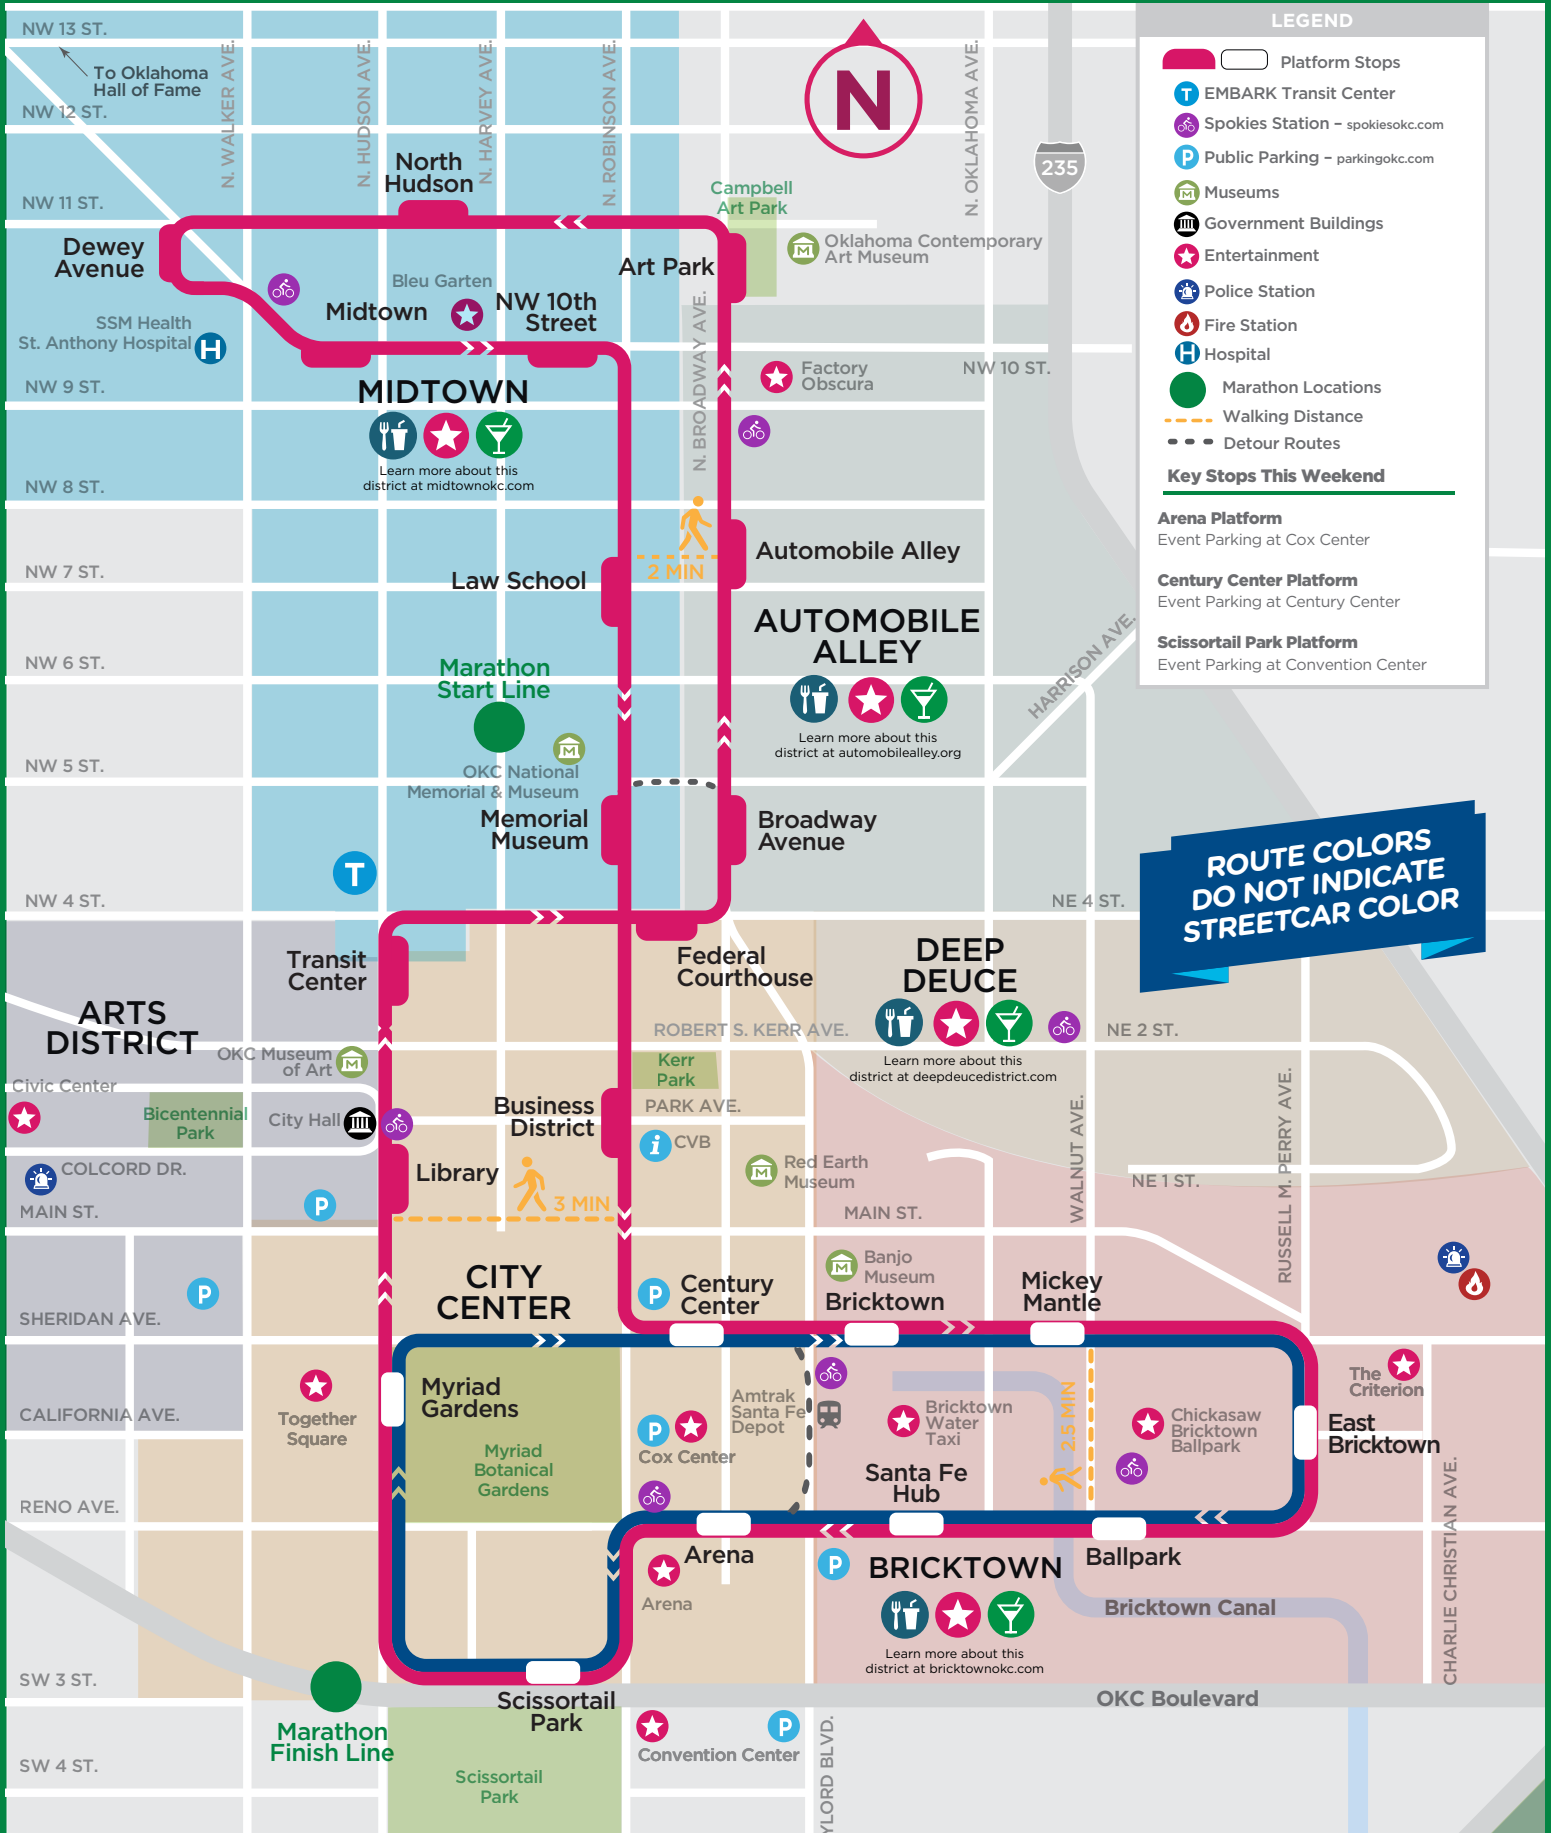 NW 13 ST.
To Oklahoma
Hall of Fame
NW 12 ST.
N. WALKER AVE.
N. HUDSON AVE.
N. HARVEY AVE.
N. ROBINSON AVE.
N
N. OKLAHOMA AVE.
235
LEGEND
Platform Stops
T EMBARK Transit Center
Spokies Station – spokiesokc.com
P Public Parking – parkingokc.com
M Museums
Government Buildings
Entertainment
Police Station
Fire Station
H Hospital
Marathon Locations
Walking Distance
Detour Routes
Key Stops This Weekend
Arena Platform
Event Parking at Cox Center
Century Center Platform
Event Parking at Century Center
Scissortail Park Platform
Event Parking at Convention Center
North
Hudson
NW 11 ST.
Campbell
Art Park
Dewey
Avenue
Art Park
M
Oklahoma Contemporary
Art Museum
Bleu Garten
Midtown
NW 10th
Street
SSM Health
St. Anthony Hospital
H
N. BROADWAY AVE.
NW 10 ST.
Factory
Obscura
NW 9 ST.
MIDTOWN
Learn more about this
district at midtownokc.com
NW 8 ST.
2 MIN
Automobile Alley
NW 7 ST.
Law School
AUTOMOBILE
ALLEY
Learn more about this
district at automobilealley.org
HARRISON AVE.
NW 6 ST.
Marathon
Start Line
M
OKC National
Memorial & Museum
NW 5 ST.
Memorial
Museum
Broadway
Avenue
ROUTE COLORS
DO NOT INDICATE
STREETCAR COLOR
T
NW 4 ST.
NE 4 ST.
Transit
Center
Federal
Courthouse
DEEP
DEUCE
Learn more about this
district at deepdeucedistrict.com
ARTS
DISTRICT
ROBERT S. KERR AVE.
NE 2 ST.
OKC Museum
of Art
M
Kerr
Park
Civic Center
Bicentennial
Park
City Hall
Business
District
PARK AVE.
i
CVB
WALNUT AVE.
RUSSELL M. PERRY AVE.
COLCORD DR.
Library
3 MIN
M
Red Earth
Museum
NE 1 ST.
MAIN ST.
P
MAIN ST.
P
CITY
CENTER
P
Century
Center
M
Banjo
Museum
Bricktown
Mickey
Mantle
SHERIDAN AVE.
Together
Square
Myriad
Gardens
Myriad
Botanical
Gardens
Amtrak
Santa Fe
Depot
P
Cox Center
Bricktown
Water
Taxi
2.5 MIN
Chickasaw
Bricktown
Ballpark
The
Criterion
East
Bricktown
CALIFORNIA AVE.
Santa Fe
Hub
RENO AVE.
Arena
Arena
P
BRICKTOWN
Learn more about this
district at bricktownokc.com
Ballpark
Bricktown Canal
CHARLIE CHRISTIAN AVE.
SW 3 ST.
Scissortail
Park
OKC Boulevard
Marathon
Finish Line
P
Convention Center
YLORD BLVD.
SW 4 ST.
Scissortail
Park